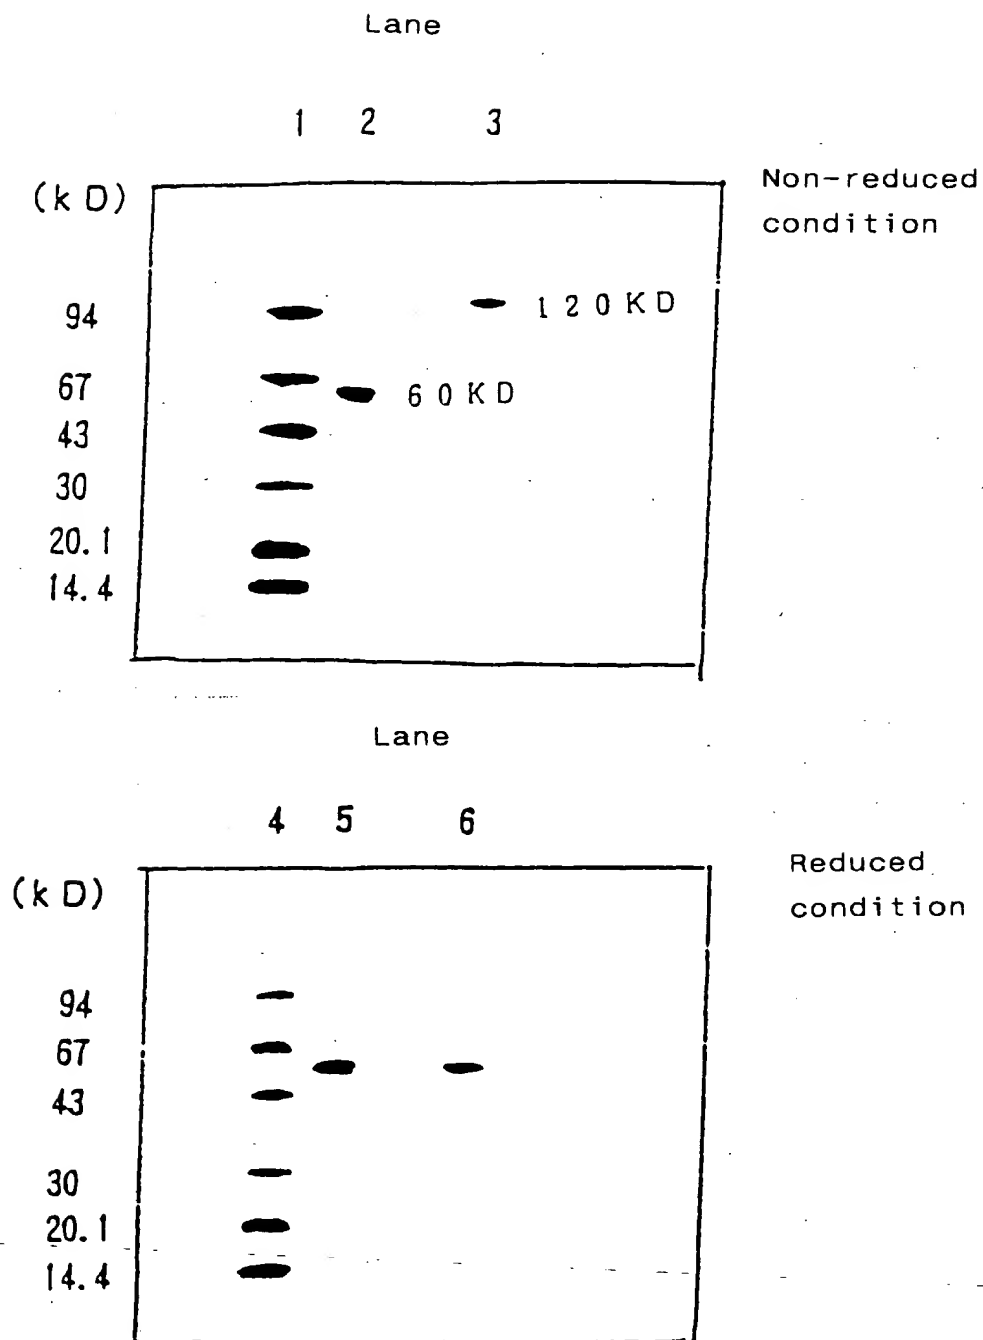 Lane
1 2 3
(kD)
Non-reduced
condition
94
120KD
67
60KD
43
30
20.1
14.4
Lane
4 5 6
(kD)
Reduced
condition
94
67
43
30
20.1
14.4